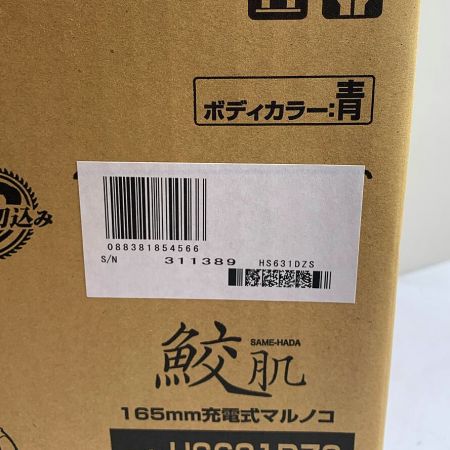 ボディカラー:青
切込み
088381854566
S/N 311389 HS631DZS
SAME-HADA
鮫肌
165mm充電式マルノコ
HS631DZS